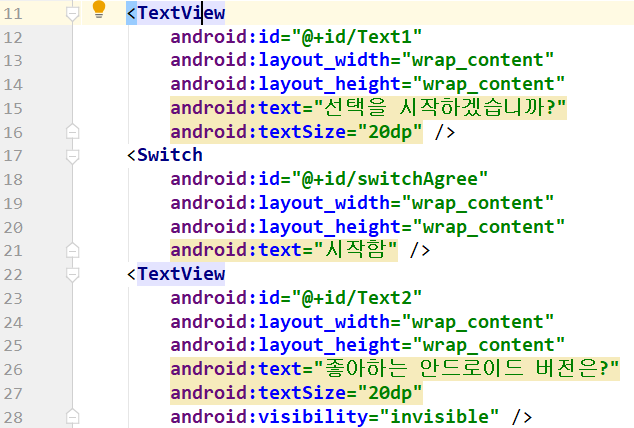 11 <TextView
12 android:id="@+id/Text1"
13 android:layout_width="wrap_content"
14 android:layout_height="wrap_content"
15 android:text="선택을 시작하겠습니까?"
16 android:textSize="20dp" />
17 <Switch
18 android:id="@+id/switchAgree"
19 android:layout_width="wrap_content"
20 android:layout_height="wrap_content"
21 android:text="시작함" />
22 <TextView
23 android:id="@+id/Text2"
24 android:layout_width="wrap_content"
25 android:layout_height="wrap_content"
26 android:text="좋아하는 안드로이드 버전은?"
27 android:textSize="20dp"
28 android:visibility="invisible" />